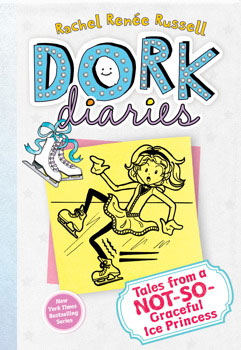 Rachel Renée Russell
DORK
diaries
Tales from a
NOT-SO-
Graceful
Ice Princess
New
York Times
Bestselling
Series